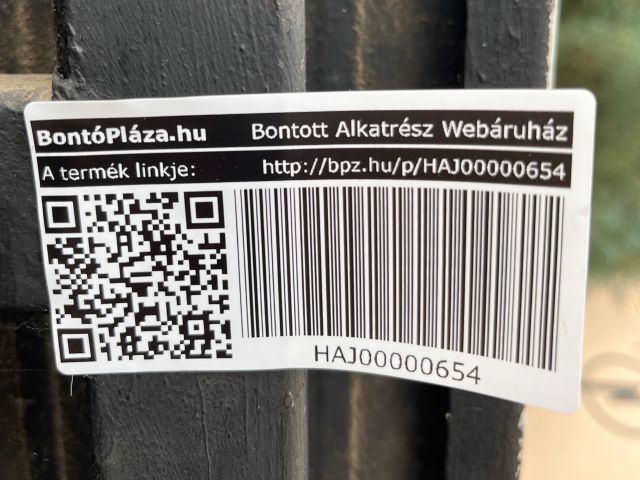 BontóPláza.hu Bontott Alkatrész Webáruház
A termék linkje: http://bpz.hu/p/HAJ00000654
HAJ00000654